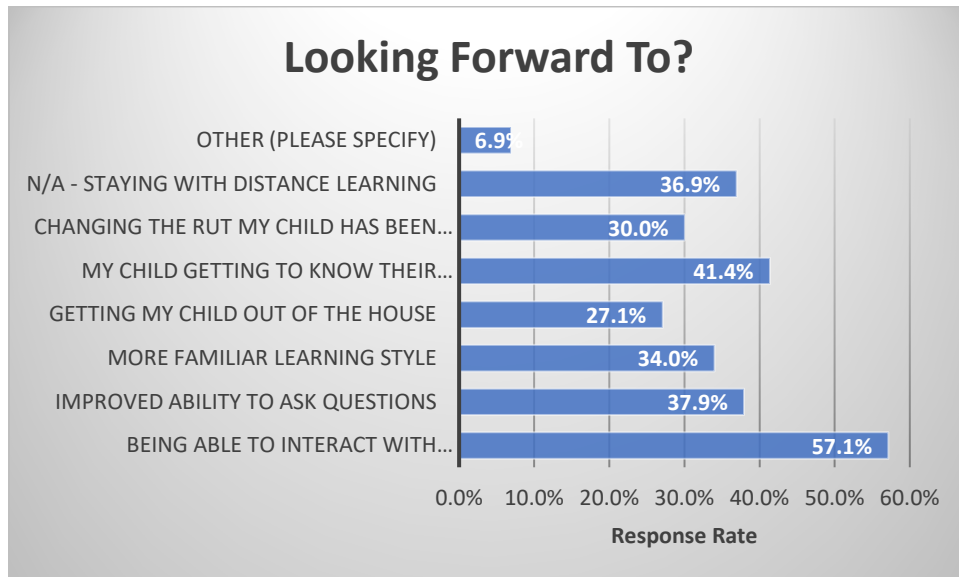 Looking Forward To?
OTHER (PLEASE SPECIFY)
6.9%
N/A - STAYING WITH DISTANCE LEARNING
36.9%
CHANGING THE RUT MY CHILD HAS BEEN...
30.0%
MY CHILD GETTING TO KNOW THEIR...
41.4%
GETTING MY CHILD OUT OF THE HOUSE
27.1%
MORE FAMILIAR LEARNING STYLE
34.0%
IMPROVED ABILITY TO ASK QUESTIONS
37.9%
BEING ABLE TO INTERACT WITH...
57.1%
0.0% 10.0% 20.0% 30.0% 40.0% 50.0% 60.0%
Response Rate